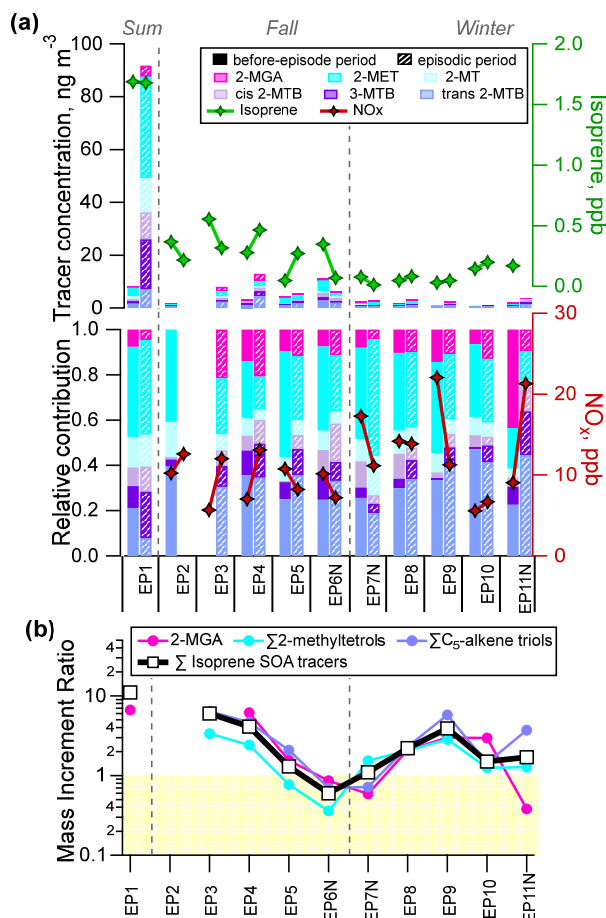 (a)
Sum
Fall
Winter
before-episode period
episodic period
2-MGA
2-MET
2-MT
cis 2-MTB
3-MTB
trans 2-MTB
Isoprene
NOx
Tracer concentration, ng m⁻³
100
80
60
40
20
0
Isoprene, ppb
2.0
1.5
1.0
0.5
0.0
Relative contribution
1.0
0.8
0.6
0.4
0.2
0.0
NOₓ, ppb
30
20
10
0
EP1
EP2
EP3
EP4
EP5
EP6N
EP7N
EP8
EP9
EP10
EP11N
(b)
2-MGA
∑2-methyltetrols
∑C₅-alkene triols
∑ Isoprene SOA tracers
Mass Increment Ratio
4
2
10
4
2
1
4
2
0.1
EP1
EP2
EP3
EP4
EP5
EP6N
EP7N
EP8
EP9
EP10
EP11N